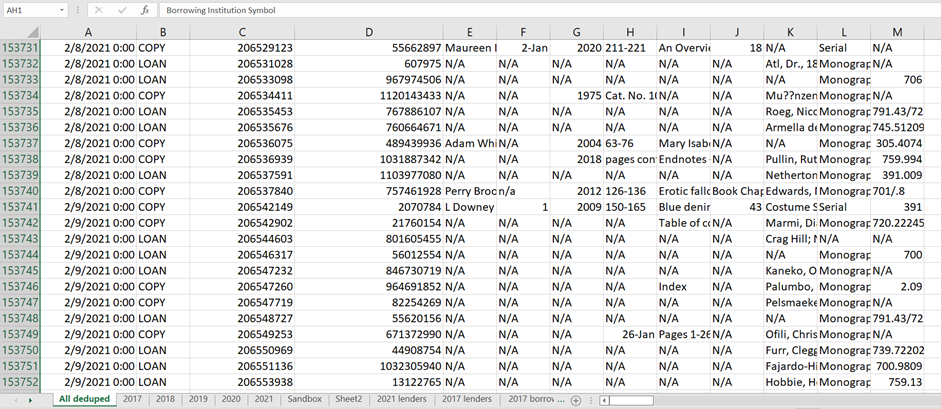 AH1 fx Borrowing Institution Symbol
A B C D E F G H I J K L M
153731 2/8/2021 0:00 COPY 206529123 55662897 Maureen I 2-Jan 2020 211-221 An Overvie 18 N/A Serial N/A
153732 2/8/2021 0:00 LOAN 206531028 607975 N/A N/A N/A N/A N/A N/A Atl, Dr., 18 Monograp N/A
153733 2/8/2021 0:00 LOAN 206533098 967974506 N/A N/A N/A N/A N/A N/A N/A Monograp 706
153734 2/8/2021 0:00 COPY 206534411 1120143433 N/A N/A 1975 Cat. No. 1( N/A N/A Mu??nzen Monograp N/A
153735 2/8/2021 0:00 LOAN 206535453 767886107 N/A N/A N/A N/A N/A N/A Roeg, Nicc Monograp 791.43/72
153736 2/8/2021 0:00 LOAN 206535676 760664671 N/A N/A N/A N/A N/A N/A Armella de Monograp 745.51209
153737 2/8/2021 0:00 COPY 206536075 489439936 Adam Whi N/A 2004 63-76 Mary Isab N/A N/A Monograp 305.4074
153738 2/8/2021 0:00 COPY 206536939 1031887342 N/A N/A 2018 pages con Endnotes N/A Pullin, Rut Monograp 759.994
153739 2/8/2021 0:00 LOAN 206537591 1103977080 N/A N/A N/A N/A N/A N/A Netherton Monograp 391.009
153740 2/8/2021 0:00 COPY 206537840 757461928 Perry Broc n/a 2012 126-136 Erotic fallo Book Chap Edwards, I Monograp 701/.8
153741 2/9/2021 0:00 COPY 206542149 2070784 L Downey 1 2009 150-165 Blue denin 43 Costume S Serial 391
153742 2/9/2021 0:00 COPY 206542902 21760154 N/A N/A N/A N/A Table of cc N/A Marmi, Di Monograp 720.22245
153743 2/9/2021 0:00 LOAN 206544603 801605455 N/A N/A N/A N/A N/A N/A Crag Hill; N N/A N/A
153744 2/9/2021 0:00 LOAN 206546317 56012554 N/A N/A N/A N/A N/A N/A N/A Monograp 700
153745 2/9/2021 0:00 LOAN 206547232 846730719 N/A N/A N/A N/A N/A N/A Kaneko, O Monograp N/A
153746 2/9/2021 0:00 COPY 206547260 964691852 N/A N/A N/A N/A Index N/A Palumbo, Monograp 2.09
153747 2/9/2021 0:00 LOAN 206547719 82254269 N/A N/A N/A N/A N/A N/A Pelsmaeke Monograp N/A
153748 2/9/2021 0:00 LOAN 206548727 55620156 N/A N/A N/A N/A N/A N/A N/A Monograp 791.43/72
153749 2/9/2021 0:00 COPY 206549253 671372990 N/A N/A N/A 26-Jan Pages 1-26 N/A Ofili, Chris Monograp N/A
153750 2/9/2021 0:00 LOAN 206550969 44908754 N/A N/A N/A N/A N/A N/A Furr, Clegg Monograp 739.72202
153751 2/9/2021 0:00 LOAN 206551136 1032305940 N/A N/A N/A N/A N/A N/A Fajardo-Hi Monograp 700.9809
153752 2/9/2021 0:00 LOAN 206553938 13122765 N/A N/A N/A N/A N/A N/A Hobbie, H Monograp 759.13
All deduped 2017 2018 2019 2020 2021 Sandbox Sheet2 2021 lenders 2017 lenders 2017 borrov ...